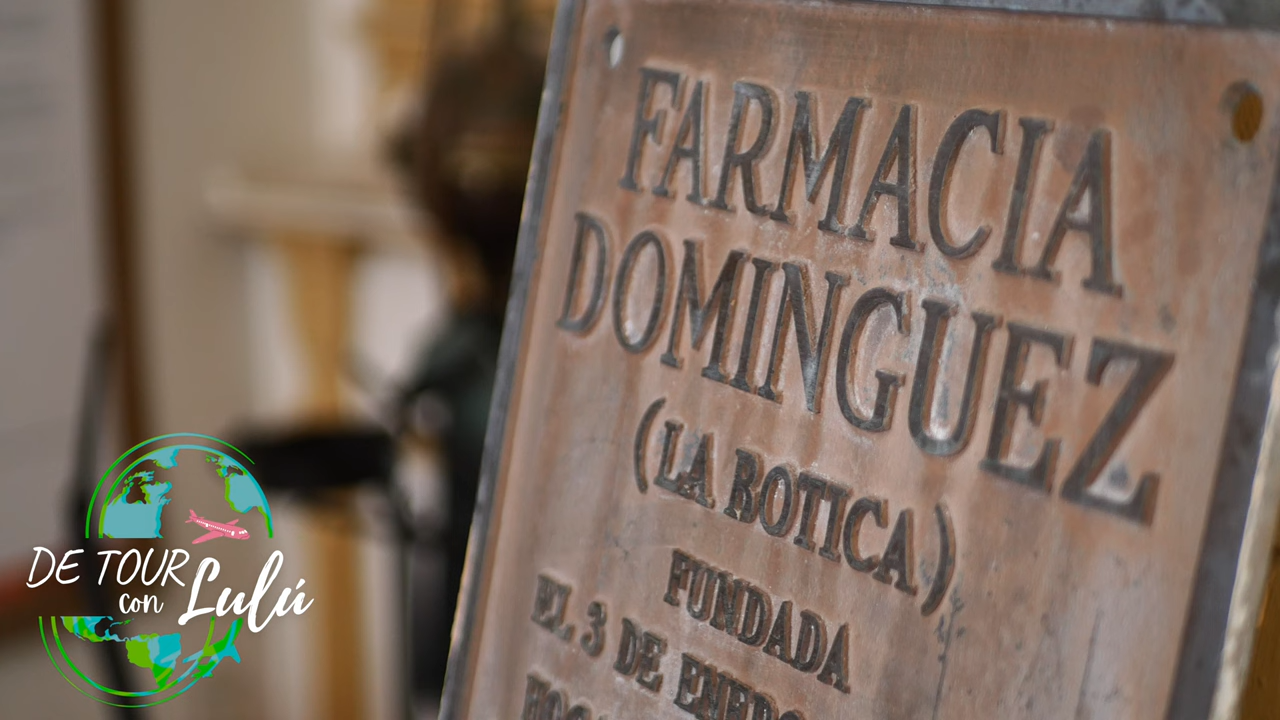 FARMACIA
DOMINGUEZ
(LA BOTICA)
FUNDADA
EL 3 DE ENERO
DE TOUR
con Lulú